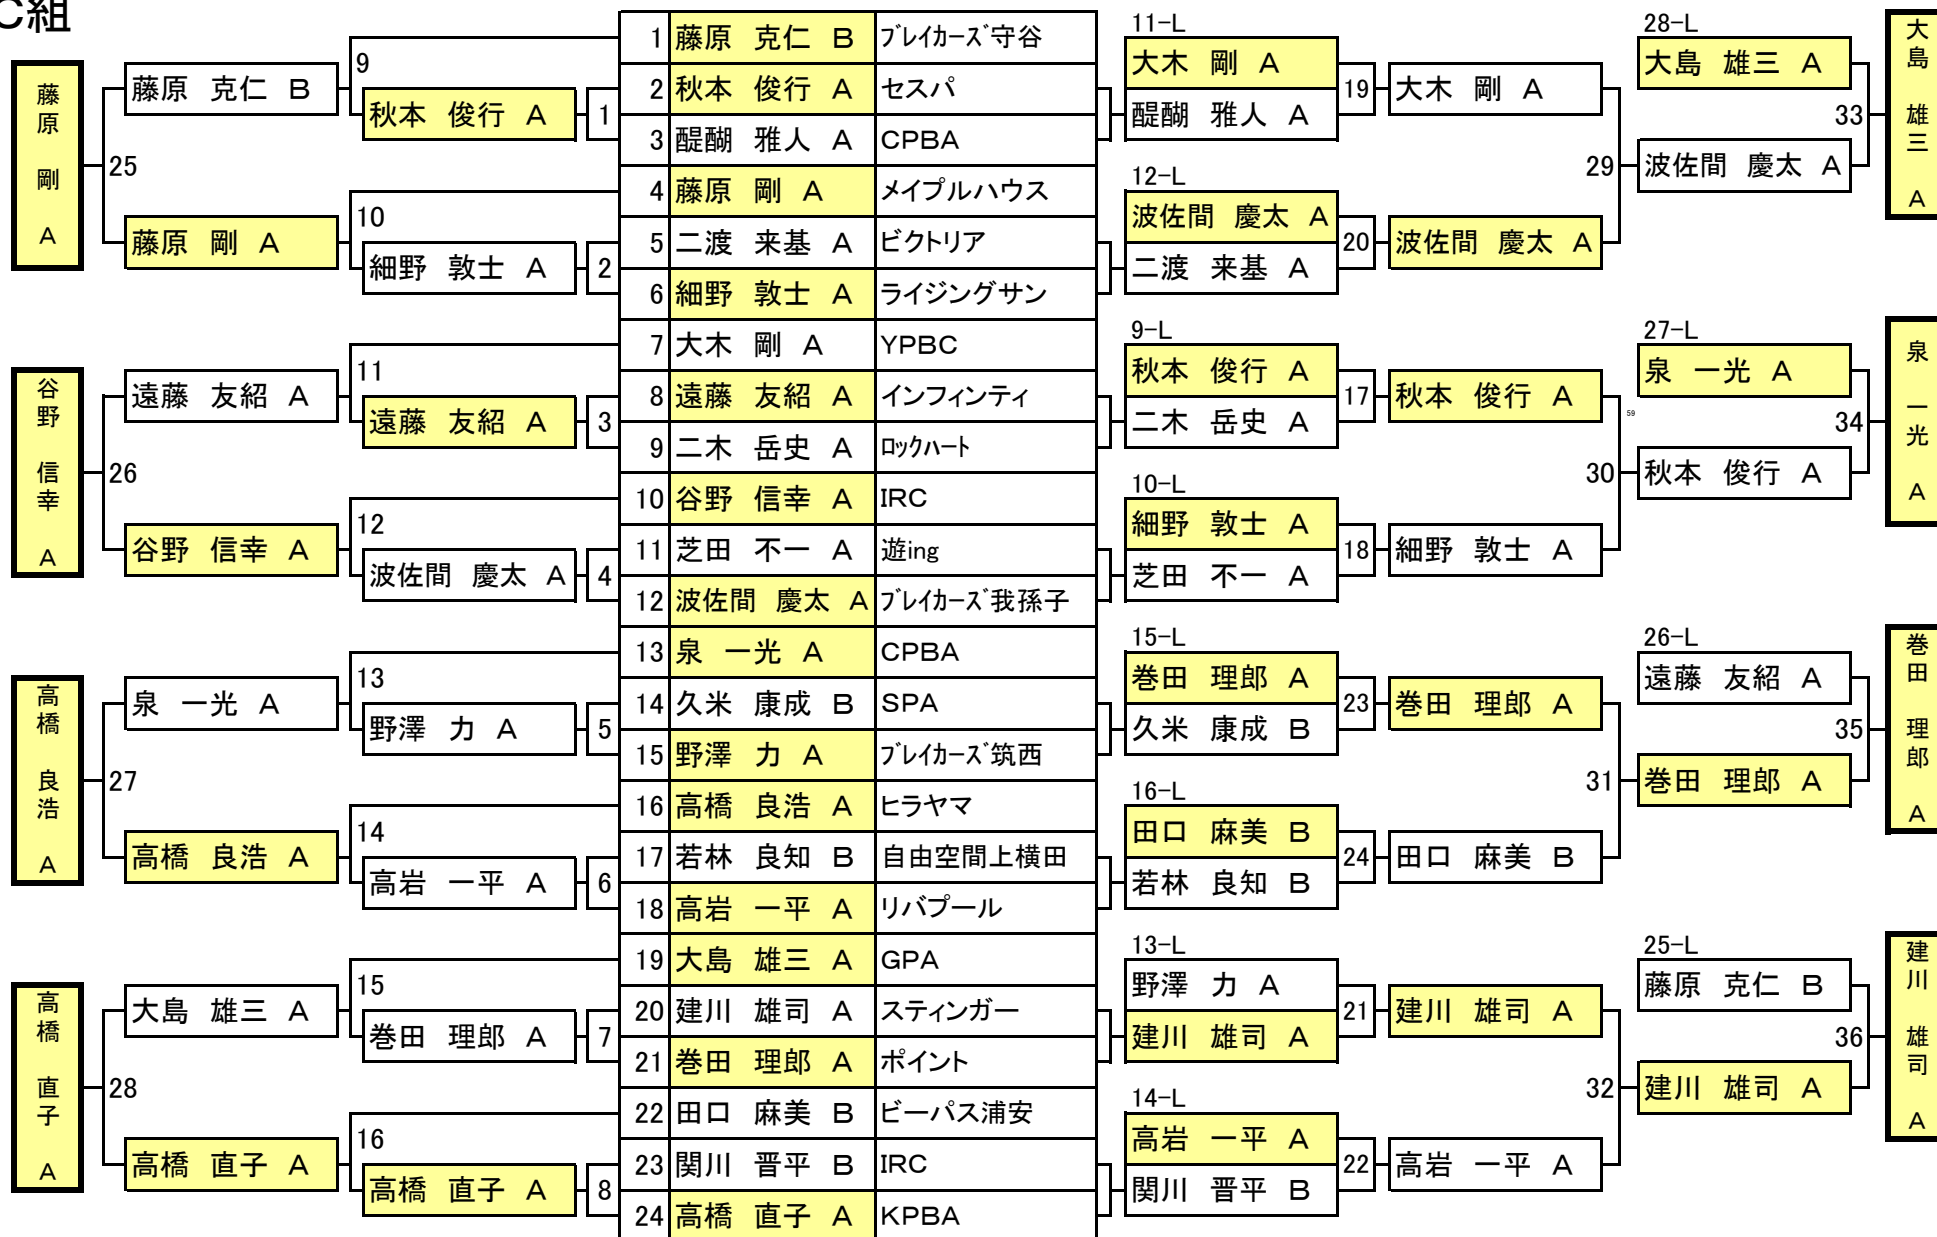 C組
1 藤原 克仁 B ブレイカーズ守谷
2 秋本 俊行 A セスパ
3 醍醐 雅人 A CPBA
4 藤原 剛 A メイプルハウス
5 二渡 来基 A ビクトリア
6 細野 敦士 A ライジングサン
7 大木 剛 A YPBC
8 遠藤 友紹 A インフィンティ
9 二木 岳史 A ロックハート
10 谷野 信幸 A IRC
11 芝田 不一 A 遊ing
12 波佐間 慶太 A ブレイカーズ我孫子
13 泉 一光 A CPBA
14 久米 康成 B SPA
15 野澤 力 A ブレイカーズ筑西
16 高橋 良浩 A ヒラヤマ
17 若林 良知 B 自由空間上横田
18 高岩 一平 A リバプール
19 大島 雄三 A GPA
20 建川 雄司 A スティンガー
21 巻田 理郎 A ポイント
22 田口 麻美 B ビーパス浦安
23 関川 晋平 B IRC
24 高橋 直子 A KPBA
藤原 剛 A
25
藤原 克仁 B
9
秋本 俊行 A
1
藤原 剛 A
10
細野 敦士 A
2
谷野 信幸 A
26
遠藤 友紹 A
11
遠藤 友紹 A
3
谷野 信幸 A
12
波佐間 慶太 A
4
高橋 良浩 A
27
泉 一光 A
13
野澤 力 A
5
高橋 良浩 A
14
高岩 一平 A
6
高橋 直子 A
28
大島 雄三 A
15
巻田 理郎 A
7
高橋 直子 A
16
高橋 直子 A
8
11-L
大木 剛 A
醍醐 雅人 A
19
大木 剛 A
12-L
波佐間 慶太 A
二渡 来基 A
20
波佐間 慶太 A
29
28-L
大島 雄三 A
波佐間 慶太 A
33
大島 雄三 A
9-L
秋本 俊行 A
二木 岳史 A
17
秋本 俊行 A
59
10-L
細野 敦士 A
芝田 不一 A
18
細野 敦士 A
30
27-L
泉 一光 A
秋本 俊行 A
34
泉 一光 A
15-L
巻田 理郎 A
久米 康成 B
23
巻田 理郎 A
16-L
田口 麻美 B
若林 良知 B
24
田口 麻美 B
31
26-L
遠藤 友紹 A
巻田 理郎 A
35
巻田 理郎 A
13-L
野澤 力 A
建川 雄司 A
21
建川 雄司 A
14-L
高岩 一平 A
関川 晋平 B
22
高岩 一平 A
32
25-L
藤原 克仁 B
建川 雄司 A
36
建川 雄司 A